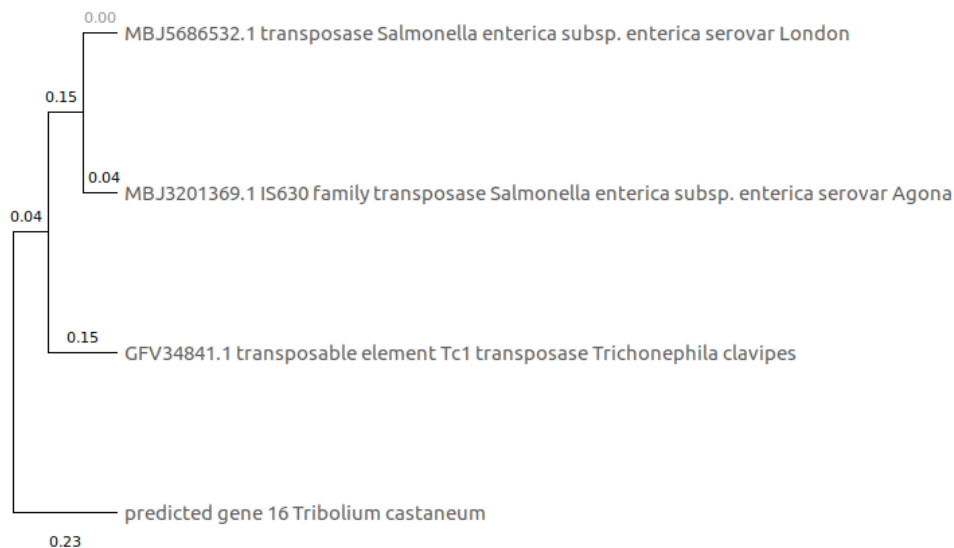 0.00
MBJ5686532.1 transposase Salmonella enterica subsp. enterica serovar London
0.15
0.04
MBJ3201369.1 IS630 family transposase Salmonella enterica subsp. enterica serovar Agona
0.04
0.15
GFV34841.1 transposable element Tc1 transposase Trichonephila clavipes
predicted gene 16 Tribolium castaneum
0.23